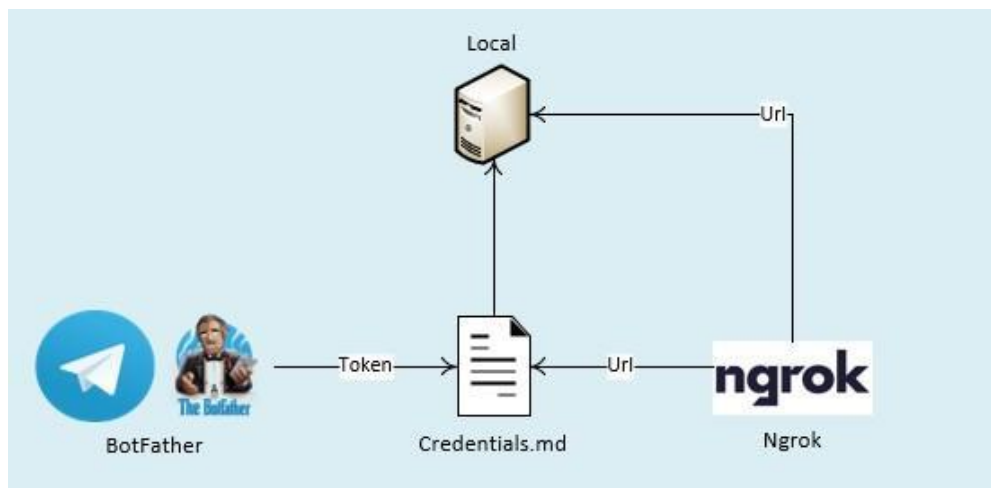 Local
Url
Token
Url
ngrok
The Botfather
BotFather
Credentials.md
Ngrok